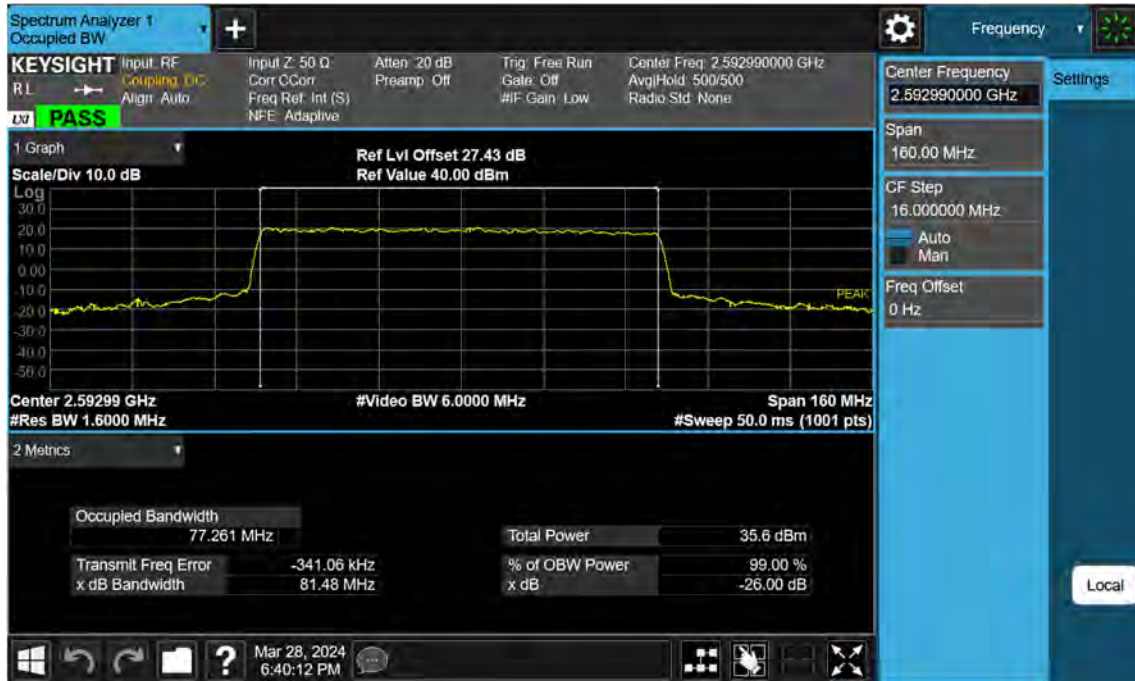 Spectrum Analyzer 1
Occupied BW
+
Frequency
KEYSIGHT
RL
LXI PASS
Input: RF
Coupling: DC
Align: Auto
Input Z: 50 Ω
Corr CCorr
Freq Ref: Int (S)
NFE: Adaptive
Atten: 20 dB
Preamp: Off
Trig: Free Run
Gate: Off
#IF Gain: Low
Center Freq: 2.592990000 GHz
Avg|Hold: 500/500
Radio Std: None
Center Frequency
2.592990000 GHz
Settings
Span
160.00 MHz
CF Step
16.000000 MHz
Auto
Man
Freq Offset
0 Hz
Local
1 Graph
Scale/Div 10.0 dB
Ref Lvl Offset 27.43 dB
Ref Value 40.00 dBm
Log
30.0
20.0
10.0
0.00
-10.0
-20.0
-30.0
-40.0
-50.0
PEAK
Center 2.59299 GHz
#Video BW 6.0000 MHz
Span 160 MHz
#Res BW 1.6000 MHz
#Sweep 50.0 ms (1001 pts)
2 Metrics
Occupied Bandwidth
77.261 MHz
Total Power 35.6 dBm
Transmit Freq Error -341.06 kHz
% of OBW Power 99.00 %
x dB Bandwidth 81.48 MHz
x dB -26.00 dB
?
Mar 28, 2024
6:40:12 PM